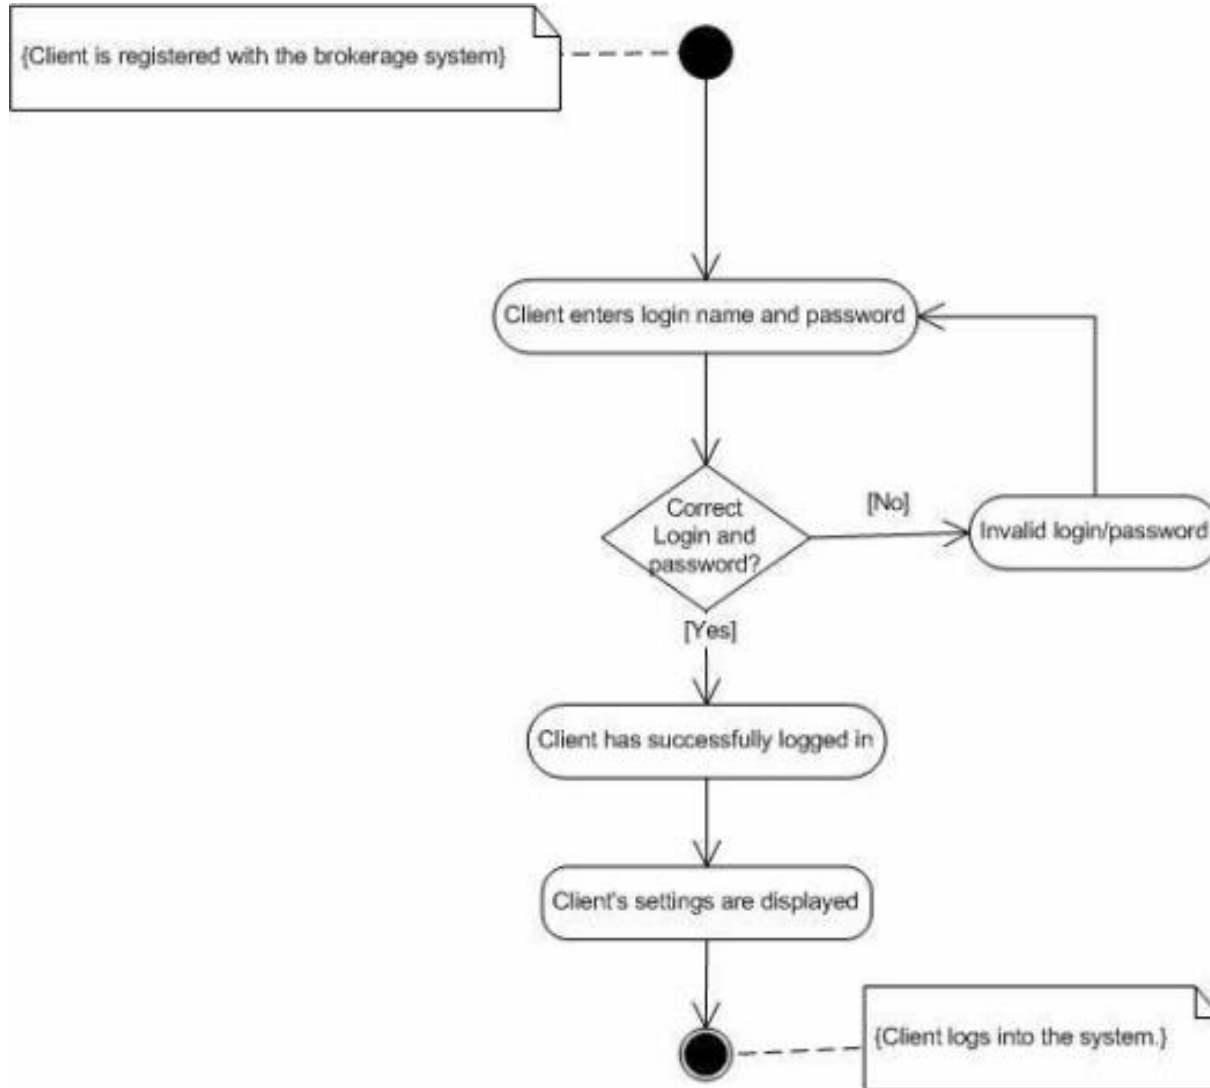 {Client is registered with the brokerage system}
Client enters login name and password
Correct
Login and
password?
[No]
Invalid login/password
[Yes]
Client has successfully logged in
Client's settings are displayed
{Client logs into the system.}